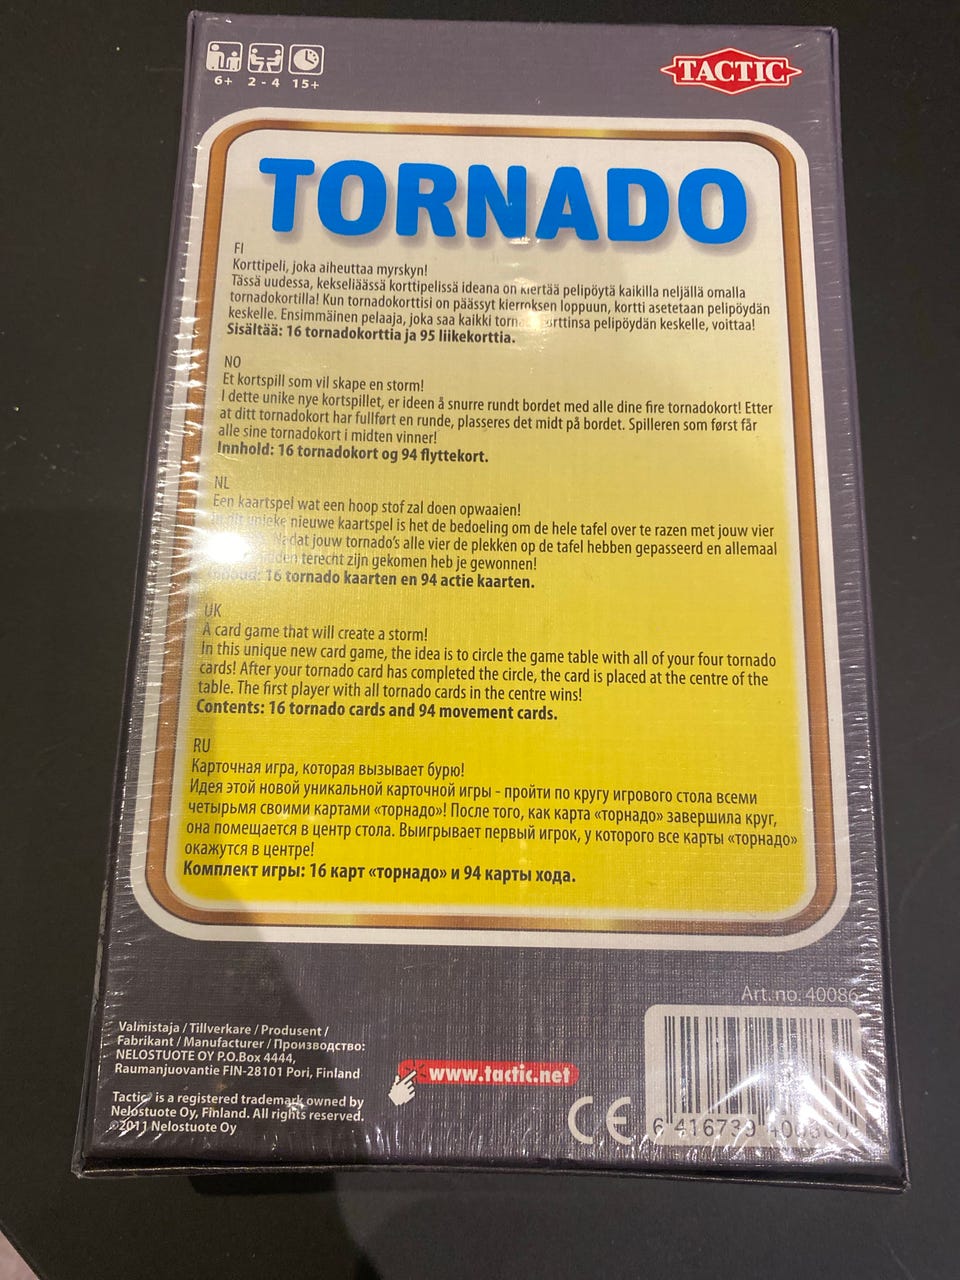 6+ 2 - 4 15+
TACTIC
TORNADO
FI
Korttipeli, joka aiheuttaa myrskyn!
Tässä uudessa, kekseliäässä korttipelissä ideana on kiertää pelipöytä kaikilla neljällä omalla
tornadokortilla! Kun tornadokorttisi on päässyt kierroksen loppuun, kortti asetetaan pelipöydän
keskelle. Ensimmäinen pelaaja, joka saa kaikki pelipöydän keskelle, voittaa!
Sisältää: 16 tornadokorttia ja 95 liikekorttia.
NO
Et kortspill som vil skape en storm!
I dette unike nye kortspillet, er ideen å snurre rundt bordet med alle dine fire tornadokort! Etter
at ditt tornadokort har fullført en runde, plasseres det midt på bordet. Spilleren som først får
alle sine tornadokort i midten vinner!
Innhold: 16 tornadokort og 94 flyttekort.
NL
Een kaartspel wat een hoop stof zal doen opwaaien!
unieke nieuwe kaartspel is het de bedoeling om de hele tafel over te razen met jouw vier
Nadat jouw tornado's alle vier de plekken op de tafel hebben gepasseerd en allemaal
terecht zijn gekomen heb je gewonnen!
Inhoud: 16 tornado kaarten en 94 actie kaarten.
UK
A card game that will create a storm!
In this unique new card game, the idea is to circle the game table with all of your four tornado
cards! After your tornado card has completed the circle, the card is placed at the centre of the
table. The first player with all tornado cards in the centre wins!
Contents: 16 tornado cards and 94 movement cards.
RU
Карточная игра, которая вызывает бурю!
Идея этой новой уникальной карточной игры - пройти по кругу игрового стола всеми
четырьмя своими картами «торнадо»! После того, как карта «торнадо» завершила круг,
она помещается в центр стола. Выигрывает первый игрок, у которого все карты «торнадо»
окажутся в центре!
Комплект игры: 16 карт «торнадо» и 94 карты хода.
Art. no. 40086
Valmistaja / Tillverkare / Produsent /
Fabrikant / Manufacturer / Производство:
NELOSTUOTE OY P.O.Box 4444,
Raumanjuovantie FIN-28101 Pori, Finland
www.tactic.net
Tactic® is a registered trademark owned by
Nelostuote Oy, Finland. All rights reserved.
©2011 Nelostuote Oy
CE
6 416739